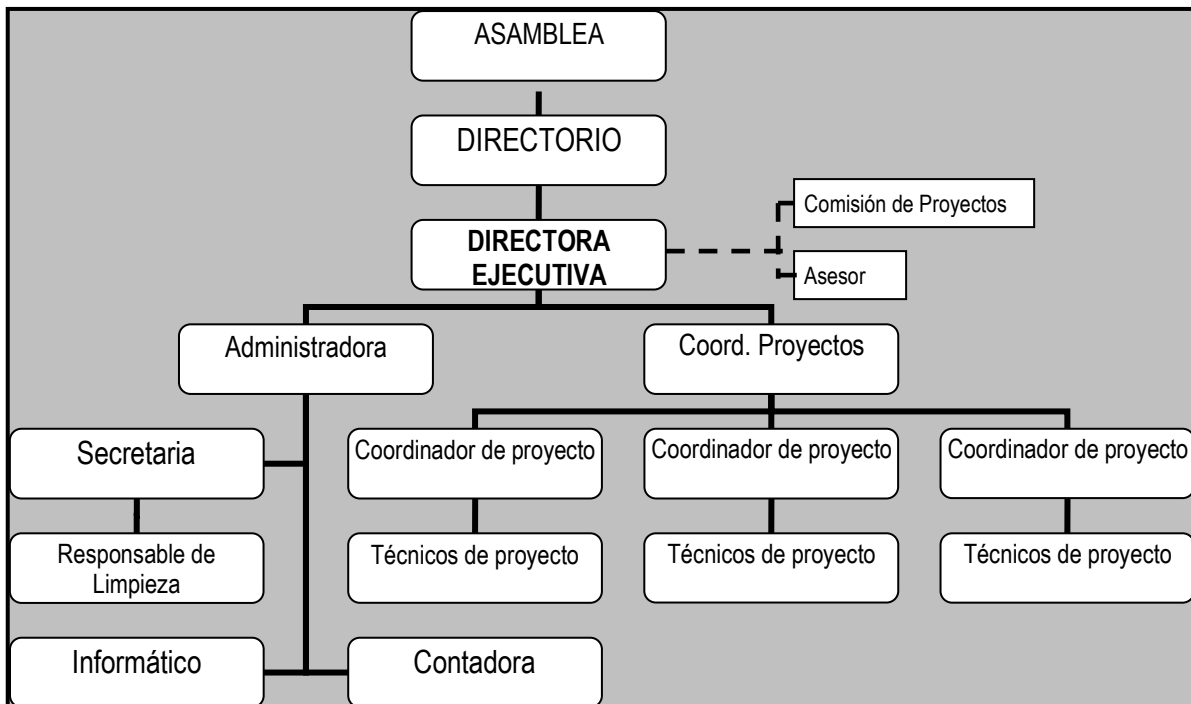 ASAMBLEA
DIRECTORIO
Comisión de Proyectos
DIRECTORA
EJECUTIVA
Asesor
Administradora
Coord. Proyectos
Secretaria
Coordinador de proyecto
Coordinador de proyecto
Coordinador de proyecto
Responsable de
Limpieza
Técnicos de proyecto
Técnicos de proyecto
Técnicos de proyecto
Informático
Contadora